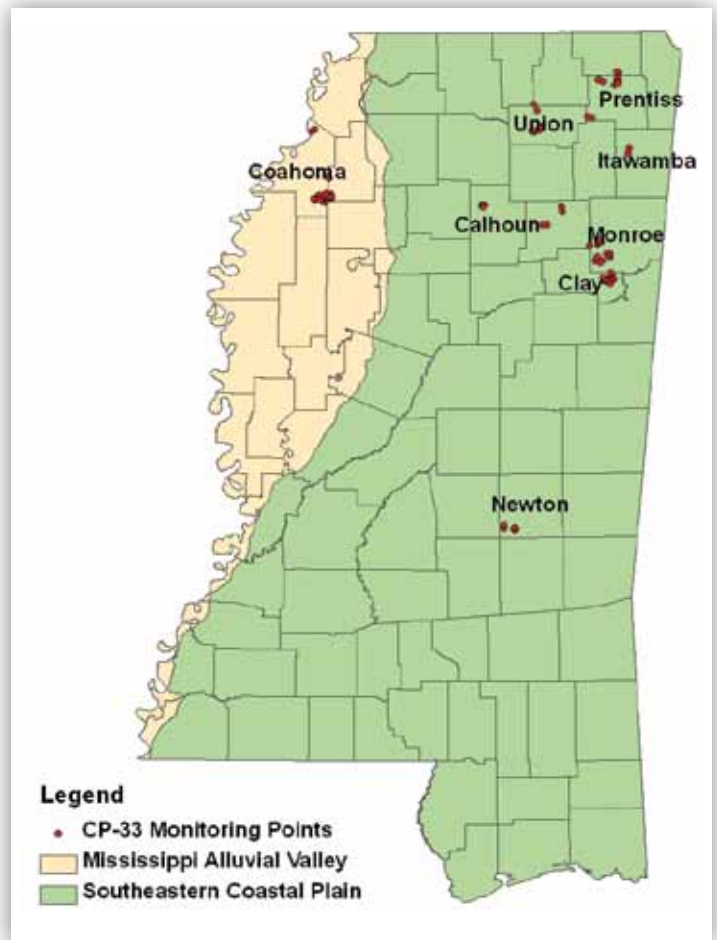 Prentiss
Union
Itawamba
Coahoma
Calhoun
Monroe
Clay
Newton
Legend
CP-33 Monitoring Points
Mississippi Alluvial Valley
Southeastern Coastal Plain